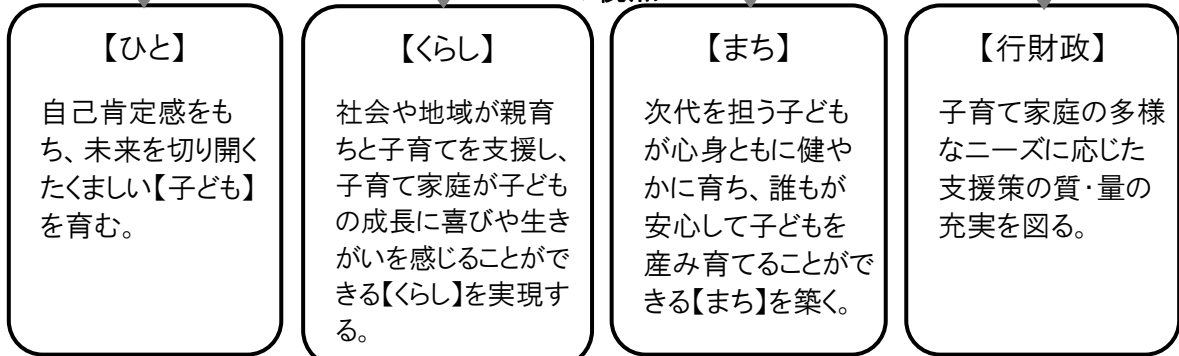 【ひと】
自己肯定感をも
ち、未来を切り開く
たくましい【子ども】
を育む。
【くらし】
社会や地域が親育
ちと子育てを支援し、
子育て家庭が子ども
の成長に喜びや生き
がいを感じることがで
きる【くらし】を実現す
る。
【まち】
次代を担う子ども
が心身ともに健や
かに育ち、誰もが
安心して子どもを
産み育てることがで
きる【まち】を築く。
【行財政】
子育て家庭の多様
なニーズに応じた
支援策の質・量の
充実を図る。